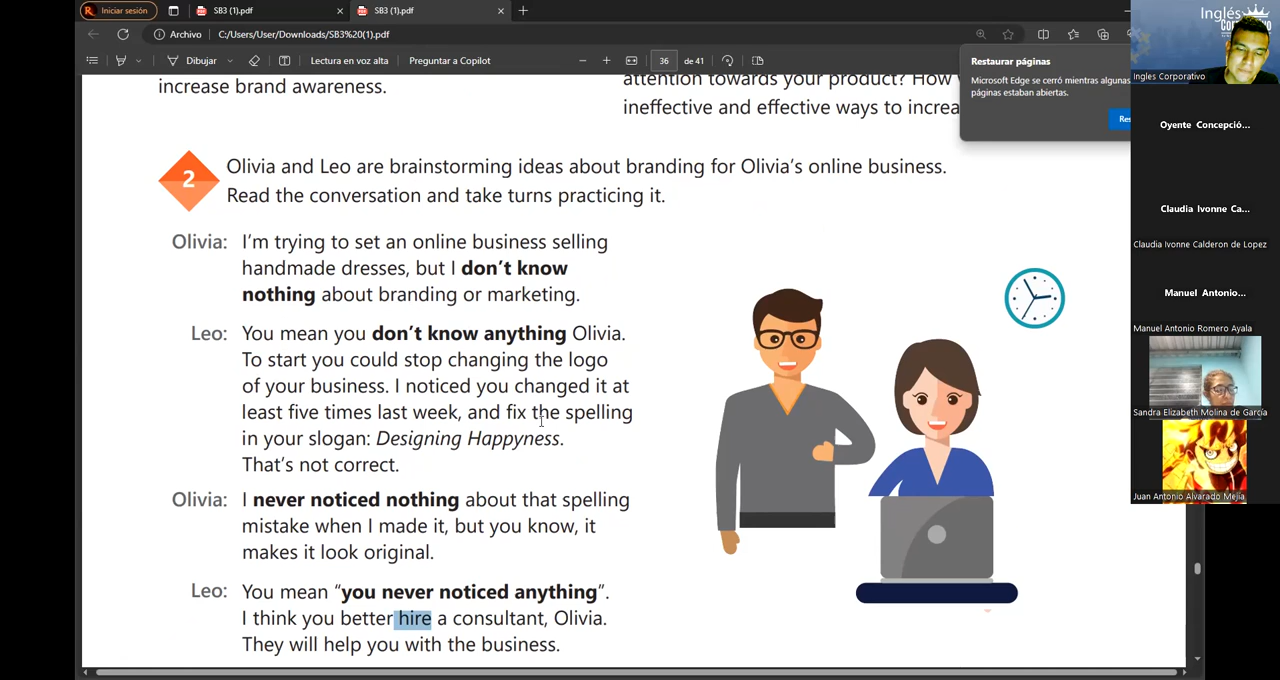 Iniciar sesión
SB3 (1).pdf
SB3 (1).pdf
Archivo
C:/Users/User/Downloads/SB3%20(1).pdf
Dibujar
Lectura en voz alta
Preguntar a Copilot
36
de 41
Restaurar páginas
Microsoft Edge se cerró mientras algunas
páginas estaban abiertas.
increase brand awareness.
attention towards your product? How
ineffective and effective ways to increa
2
Olivia and Leo are brainstorming ideas about branding for Olivia's online business.
Read the conversation and take turns practicing it.
Olivia: I'm trying to set an online business selling
handmade dresses, but I don't know
nothing about branding or marketing.
Leo: You mean you don't know anything Olivia.
To start you could stop changing the logo
of your business. I noticed you changed it at
least five times last week, and fix the spelling
in your slogan: Designing Happyness.
That's not correct.
Olivia: I never noticed nothing about that spelling
mistake when I made it, but you know, it
makes it look original.
Leo: You mean "you never noticed anything".
I think you better hire a consultant, Olivia.
They will help you with the business.
Inglés
Ingles Corporativo
Oyente Concepció...
Claudia Ivonne Ca...
Claudia Ivonne Calderon de Lopez
Manuel Antonio...
Manuel Antonio Romero Ayala
Sandra Elizabeth Molina de García
Juan Antonio Alvarado Mejía